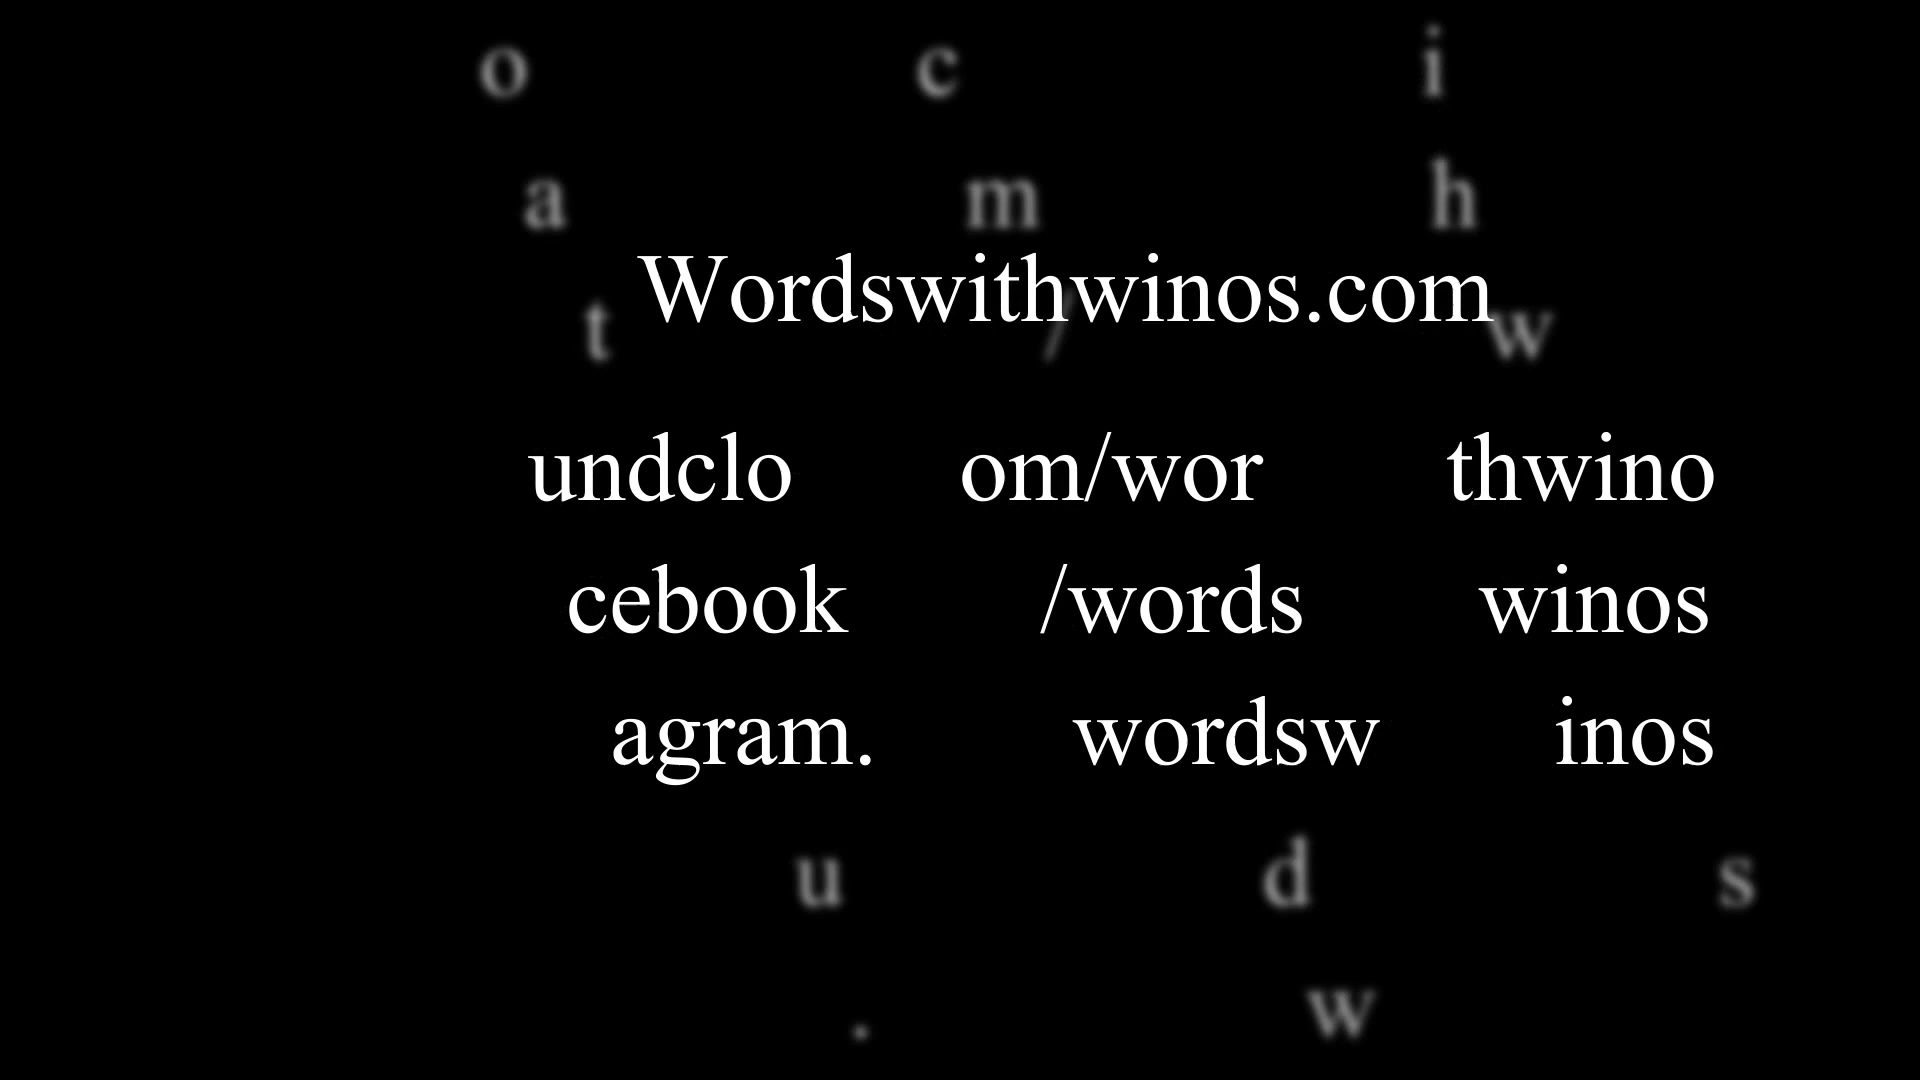 o c i
a m h
Wordswithwinos.com
t / w
undclo om/wor thwino
cebook /words winos
agram. wordsw inos
u d s
. w